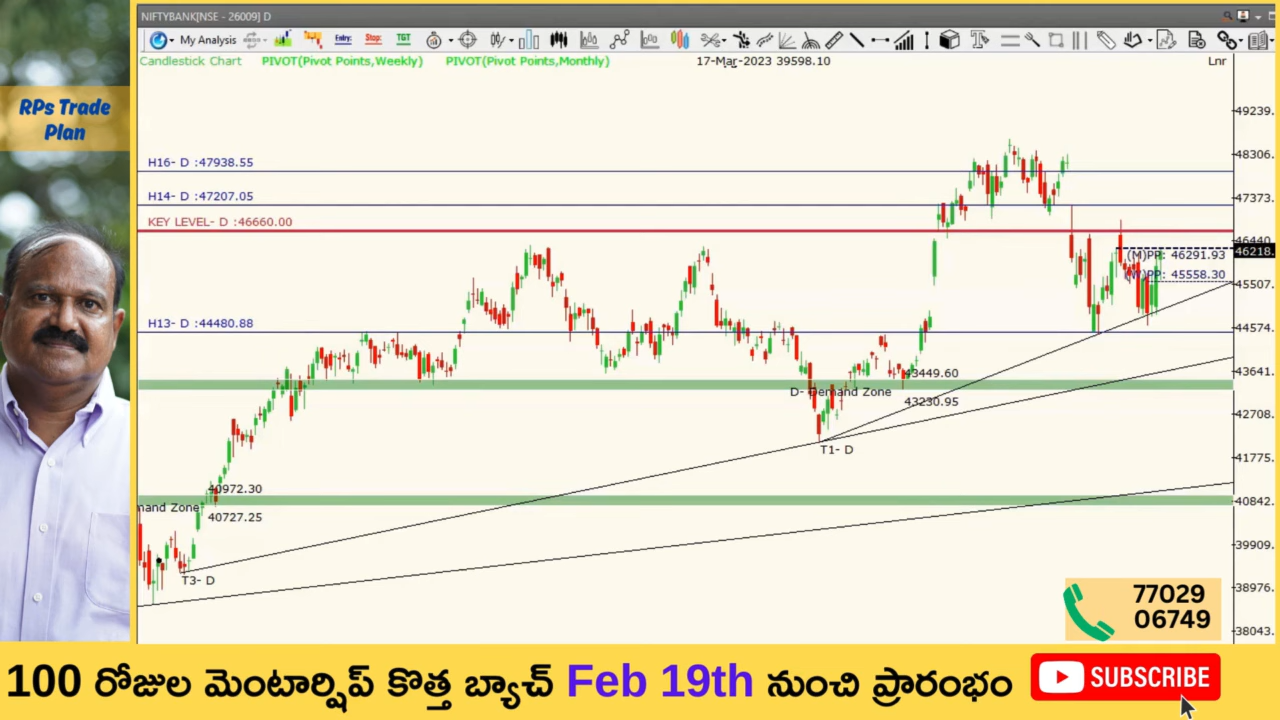 NIFTYBANK[NSE - 26009] D
My Analysis
Entry:
Stop:
TGT
Candlestick Chart PIVOT(Pivot Points,Weekly) PIVOT(Pivot Points,Monthly) 17-Mar-2023 39598.10 Lnr
RPs Trade
Plan
49239.
H16- D :47938.55
48306.
H14- D :47207.05
47373.
KEY LEVEL- D :46660.00
46440
46218.
(M)PP: 46291.93
(W)PP: 45558.30
45507.
H13- D :44480.88
44574.
43449.60
43641.
D- Demand Zone
43230.95
42708.
T1- D
41775.
40972.30
40842.
mand Zone
40727.25
39909.
T3- D
38976.
38043.
77029
06749
100 రోజుల మెంటార్షిప్ కొత్త బ్యాచ్ Feb 19th నుంచి ప్రారంభం
SUBSCRIBE